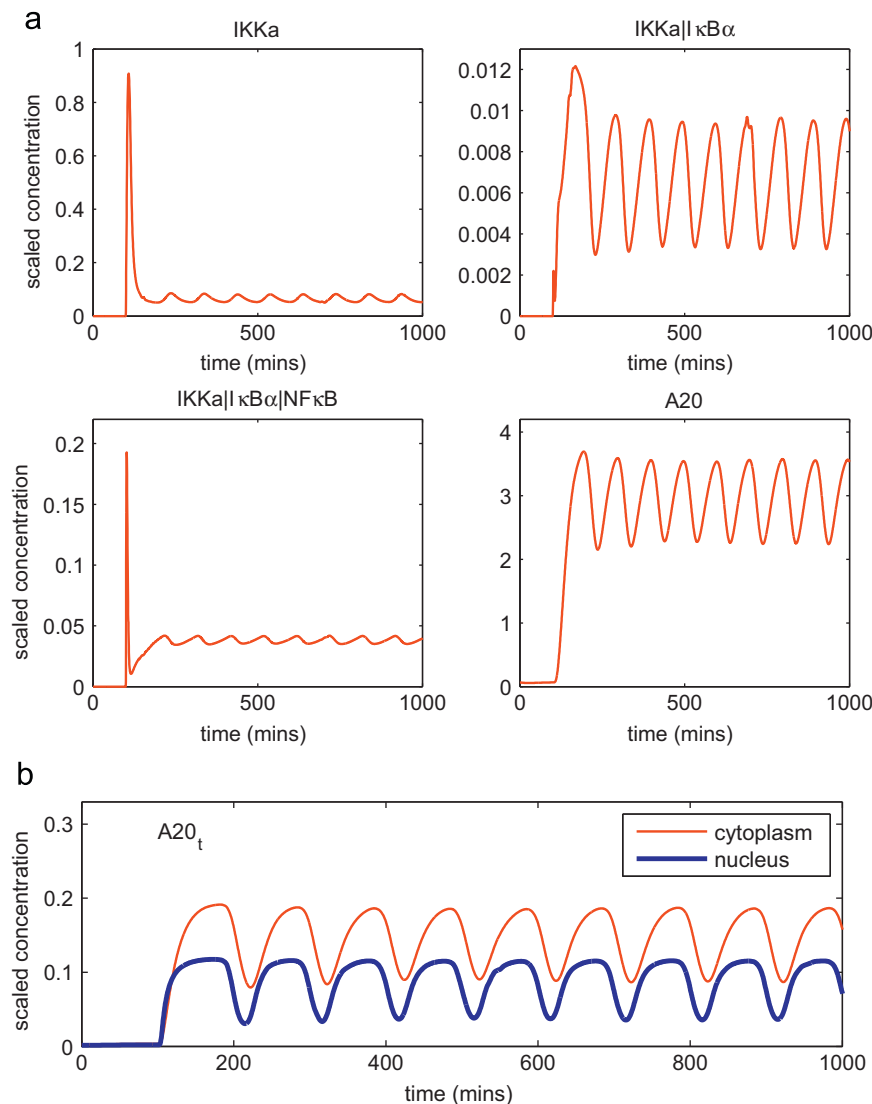 a
IKKa
IKKa|IκBα
scaled concentration
1
0.8
0.6
0.4
0.2
0
0 500 1000
time (mins)
0.012
0.01
0.008
0.006
0.004
0.002
0
0 500 1000
time (mins)
IKKa|IκBα|NFκB
A20
scaled concentration
0.2
0.15
0.1
0.05
0
0 500 1000
time (mins)
4
3
2
1
0
0 500 1000
time (mins)
b
scaled concentration
0.3
0.2
0.1
0
A20t
cytoplasm
nucleus
0 200 400 600 800 1000
time (mins)